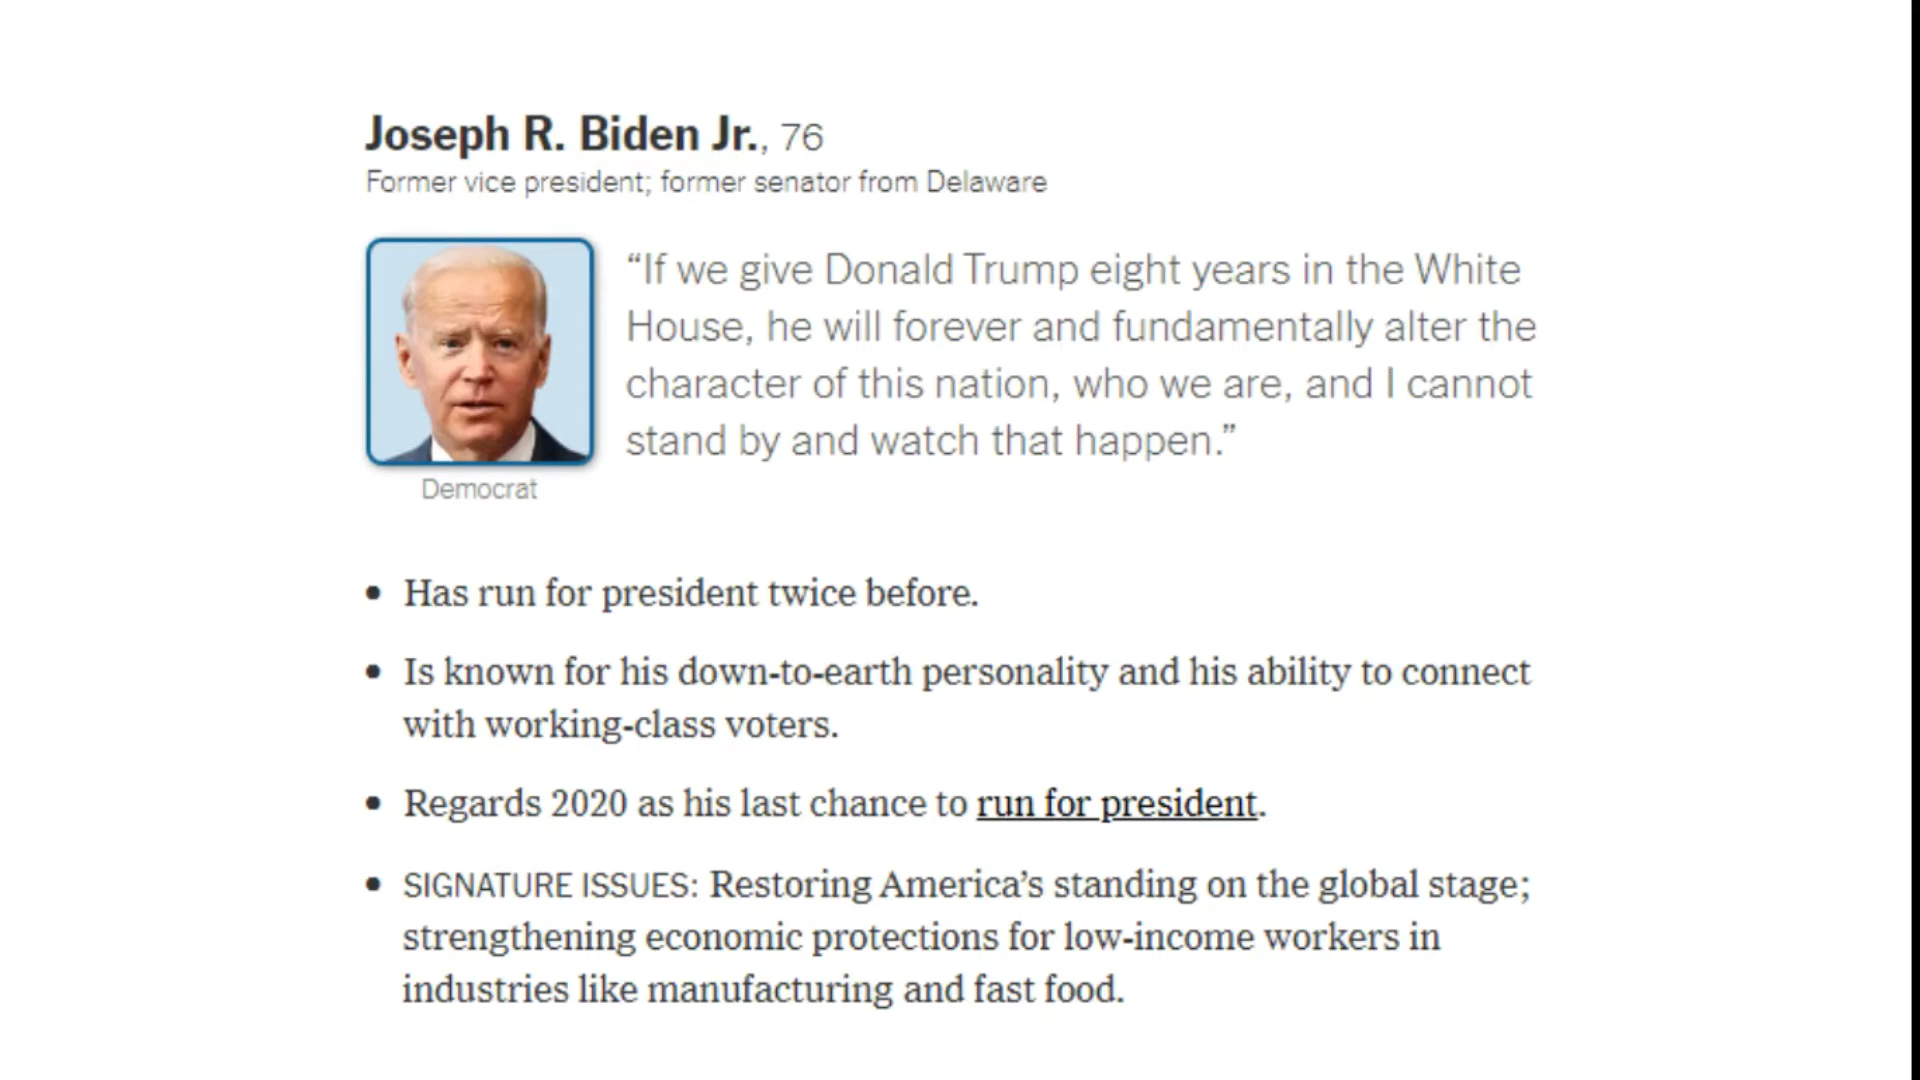 Joseph R. Biden Jr., 76
Former vice president; former senator from Delaware
“If we give Donald Trump eight years in the White
House, he will forever and fundamentally alter the
character of this nation, who we are, and I cannot
stand by and watch that happen.”
Democrat
• Has run for president twice before.
• Is known for his down-to-earth personality and his ability to connect
with working-class voters.
• Regards 2020 as his last chance to run for president.
• SIGNATURE ISSUES: Restoring America’s standing on the global stage;
strengthening economic protections for low-income workers in
industries like manufacturing and fast food.